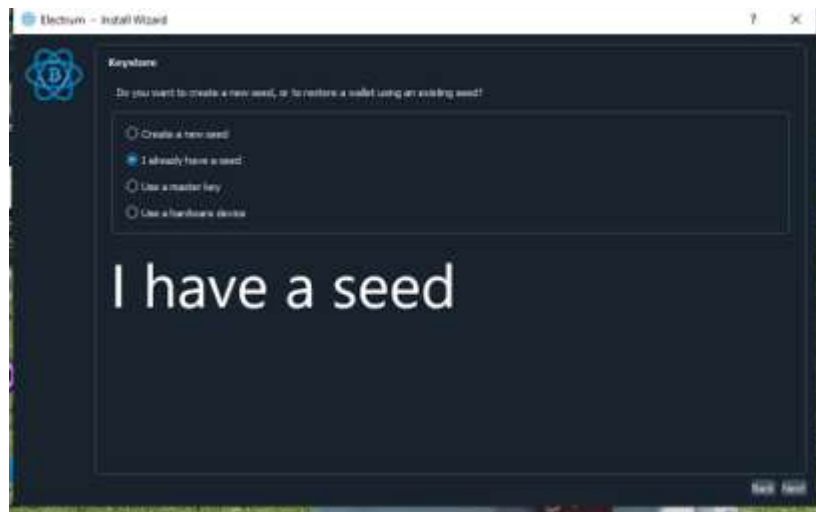 Electrum - Install Wizard
? ×
Keystore
Do you want to create a new seed, or to restore a wallet using an existing seed?
Create a new seed
I already have a seed
Use a master key
Use a hardware device
I have a seed
Back Next